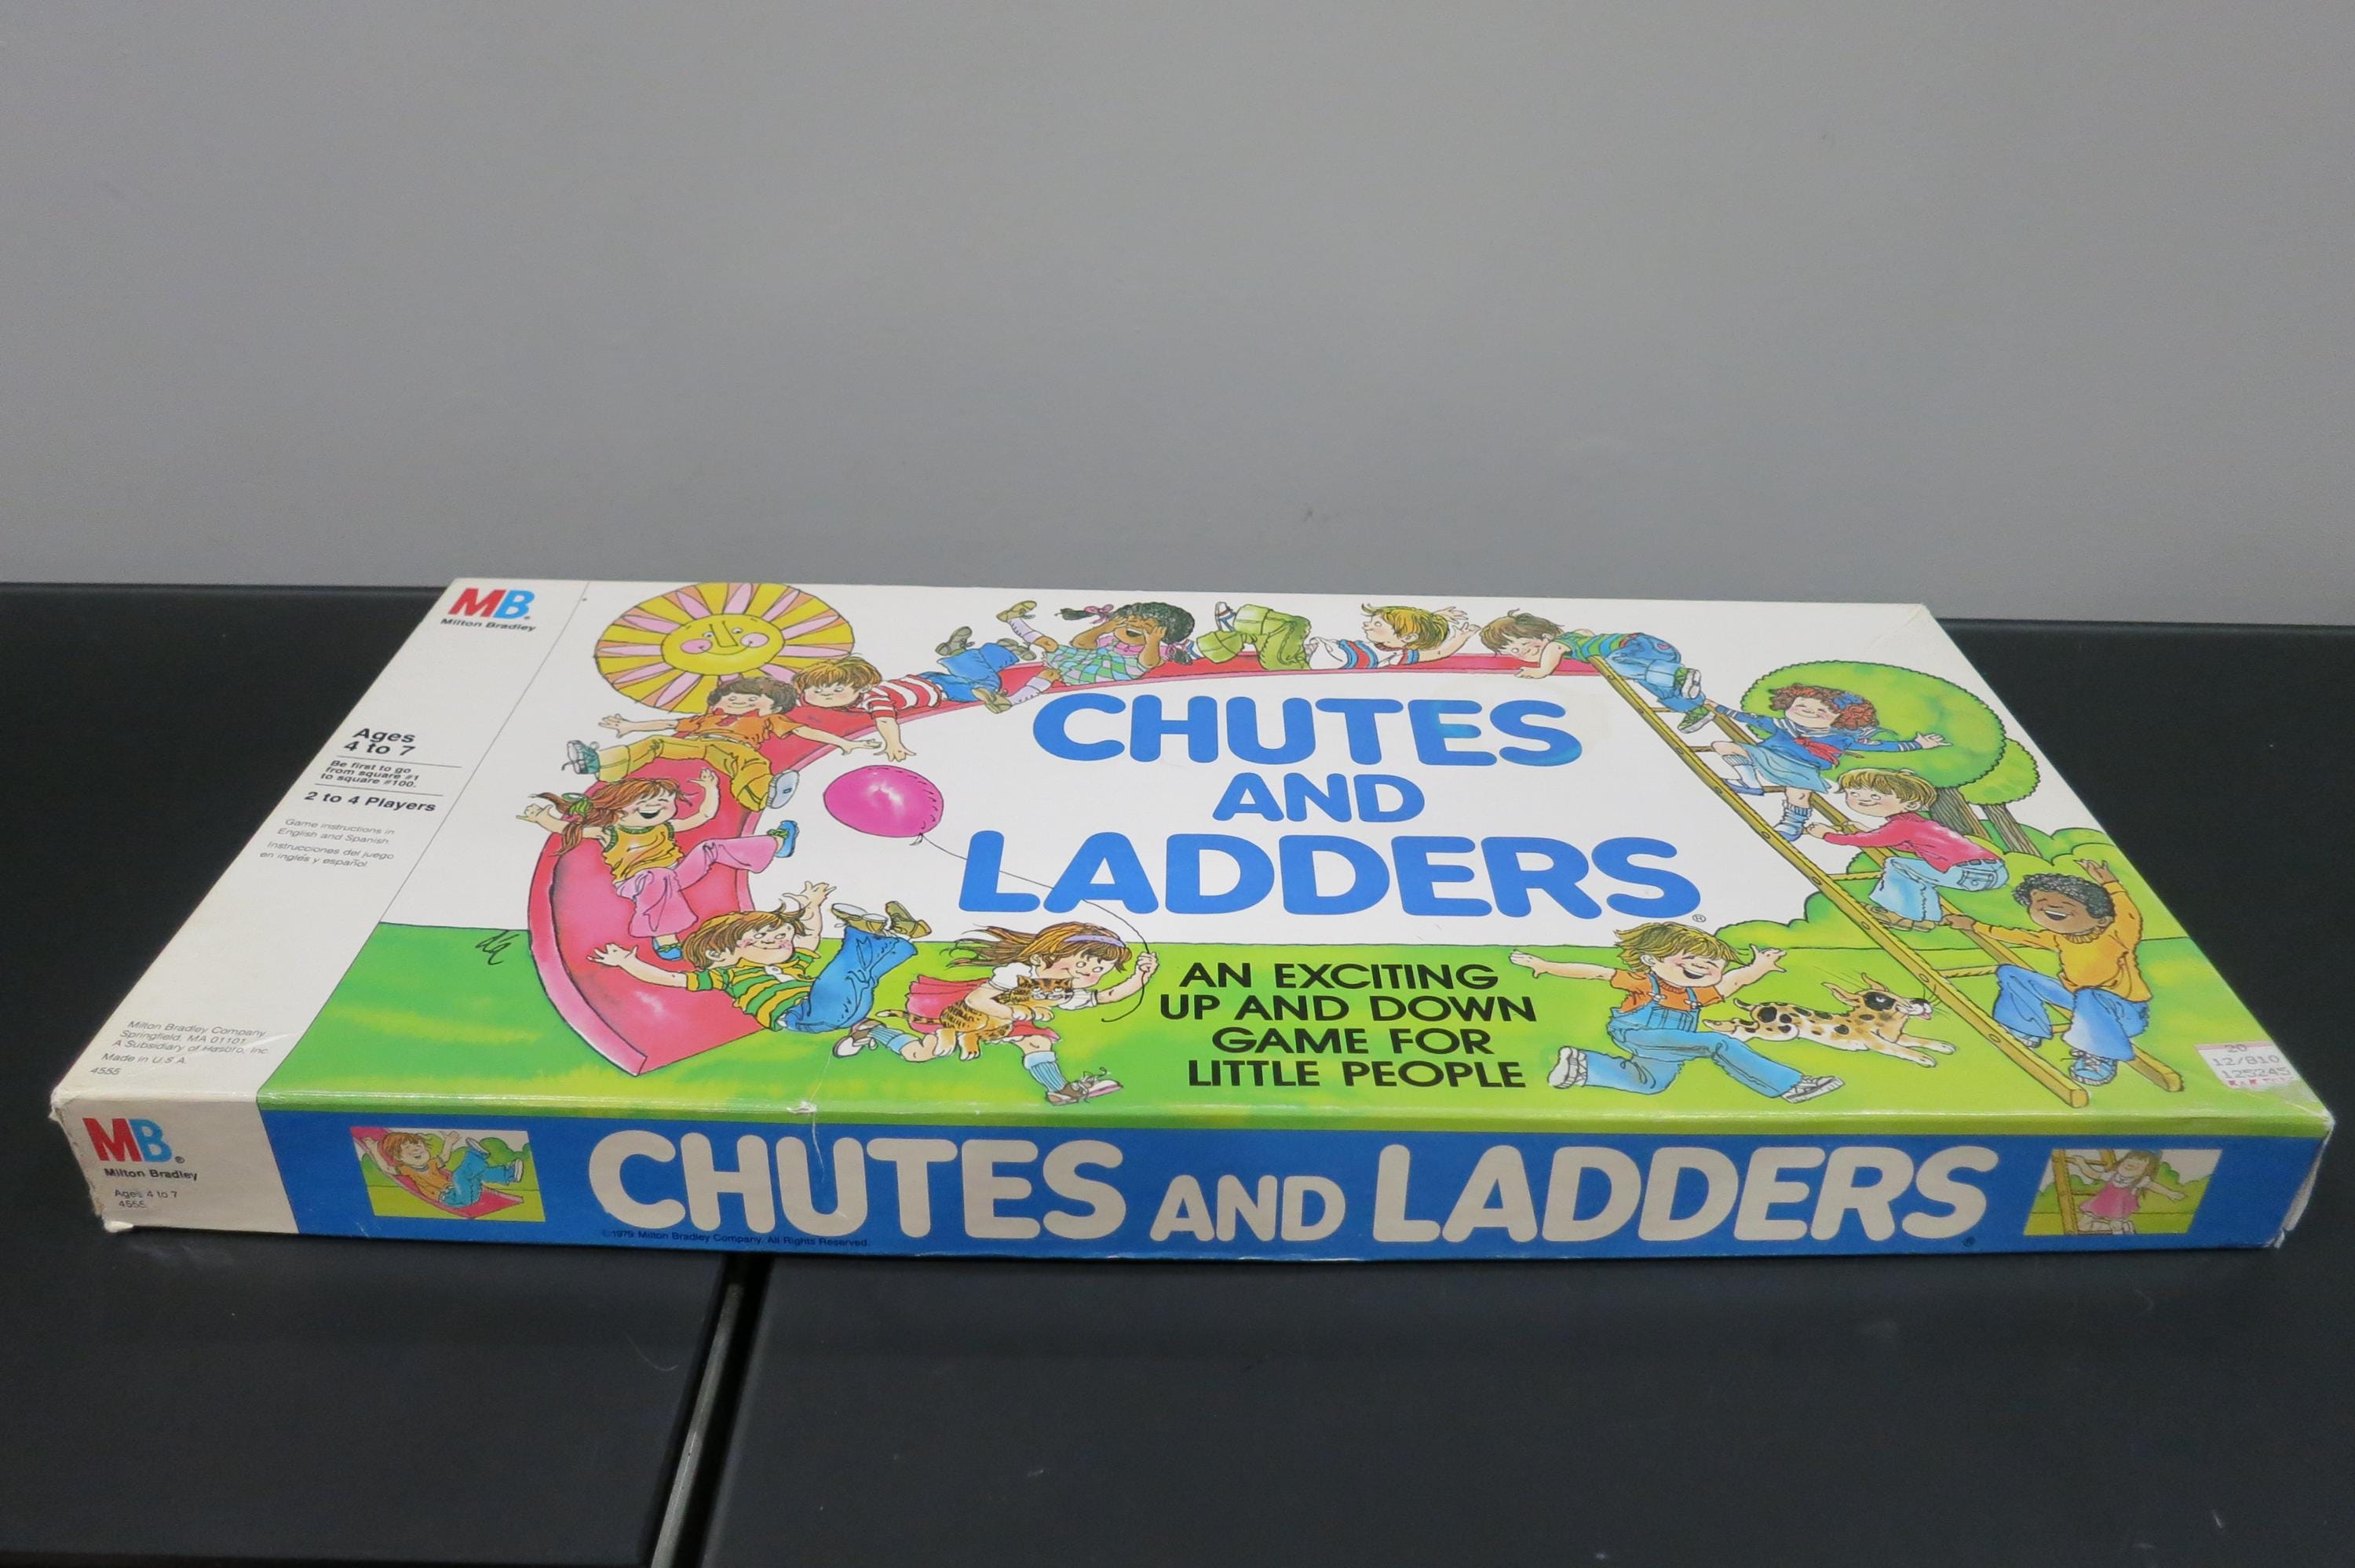 MB®
Milton Bradley
Ages
4 to 7
Be first to go
from square #1
to square #100.
2 to 4 Players
Game instructions in
English and Spanish
Instrucciones del juego
en inglés y español
Milton Bradley Company
Springfield, MA 01101
A Subsidiary of Hasbro, Inc.
Made in U.S.A.
4555
CHUTES
AND
LADDERS®
AN EXCITING
UP AND DOWN
GAME FOR
LITTLE PEOPLE
20
12/810
125245
MB®
Milton Bradley
Ages 4 to 7
4555
CHUTES AND LADDERS®
©1979 Milton Bradley Company. All Rights Reserved.